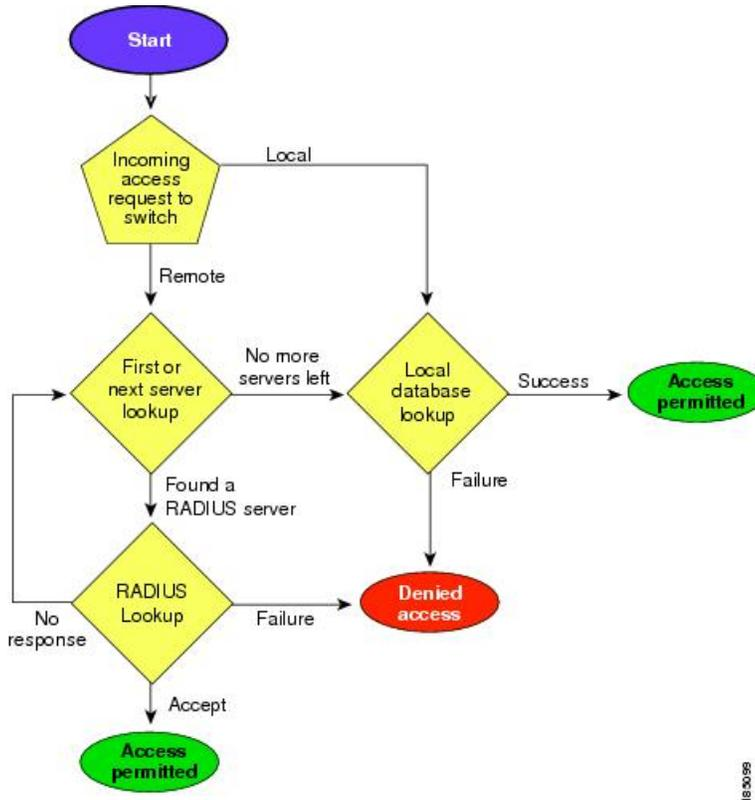 Start
Incoming
access
request to
switch
Local
Remote
First or
next server
lookup
No more
servers left
Local
database
lookup
Success
Access
permitted
Found a
RADIUS server
Failure
RADIUS
Lookup
No
response
Failure
Denied
access
Accept
Access
permitted
185099